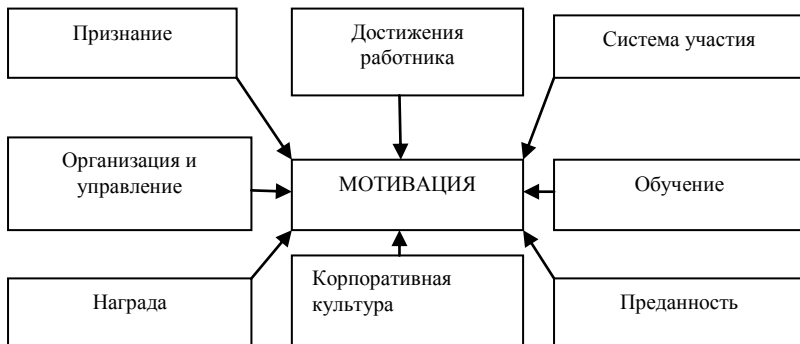 Признание
Достижения
работника
Система участия
Организация и
управление
МОТИВАЦИЯ
Обучение
Награда
Корпоративная
культура
Преданность